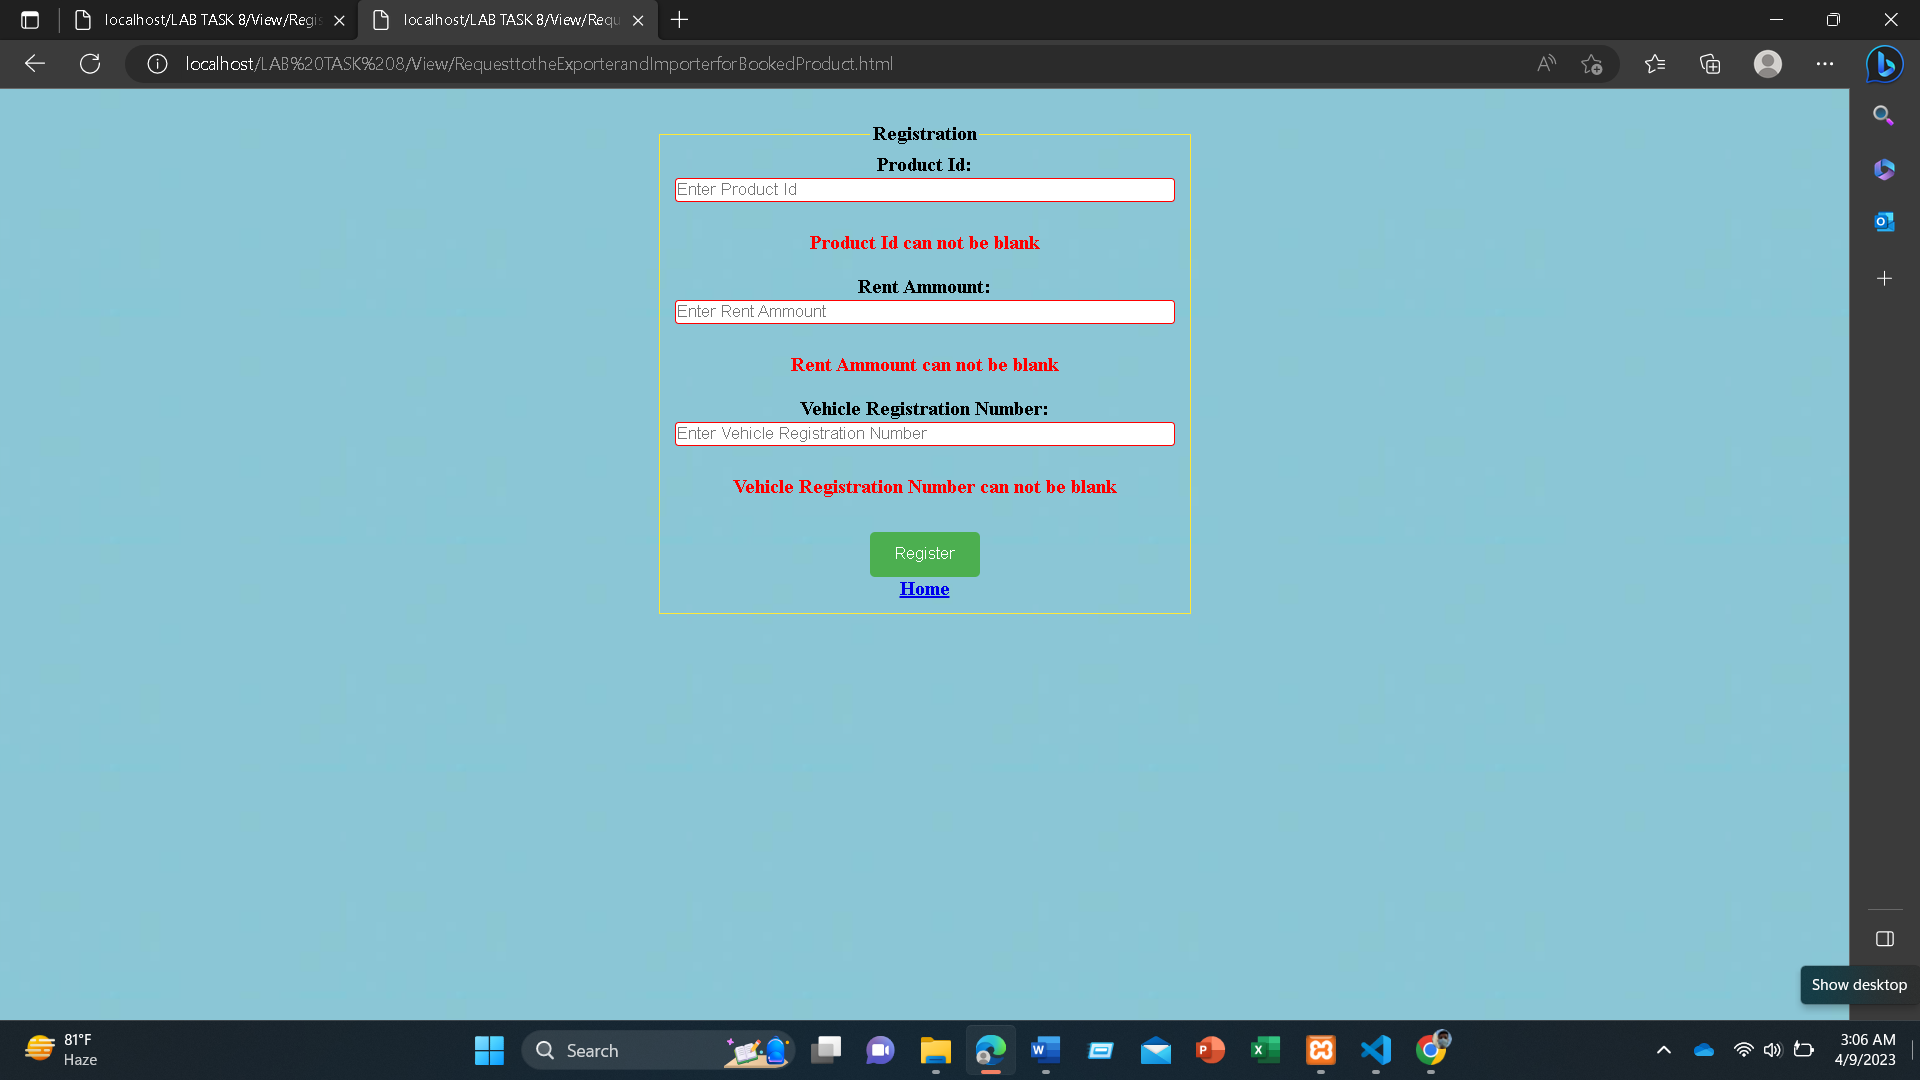 localhost/LAB TASK 8/View/Regis
localhost/LAB TASK 8/View/Requ
localhost/LAB%20TASK%208/View/RequesttotheExporterandImporterforBookedProduct.html
Registration
Product Id:
Enter Product Id
Product Id can not be blank
Rent Ammount:
Enter Rent Ammount
Rent Ammount can not be blank
Vehicle Registration Number:
Enter Vehicle Registration Number
Vehicle Registration Number can not be blank
Register
Home
Show desktop
81°F
Haze
Search
3:06 AM
4/9/2023